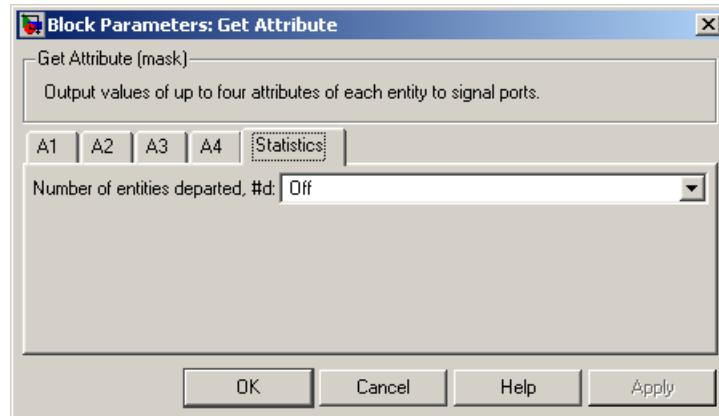 Block Parameters: Get Attribute
Get Attribute (mask)
Output values of up to four attributes of each entity to signal ports.
A1 A2 A3 A4 Statistics
Number of entities departed, #d: Off
OK Cancel Help Apply